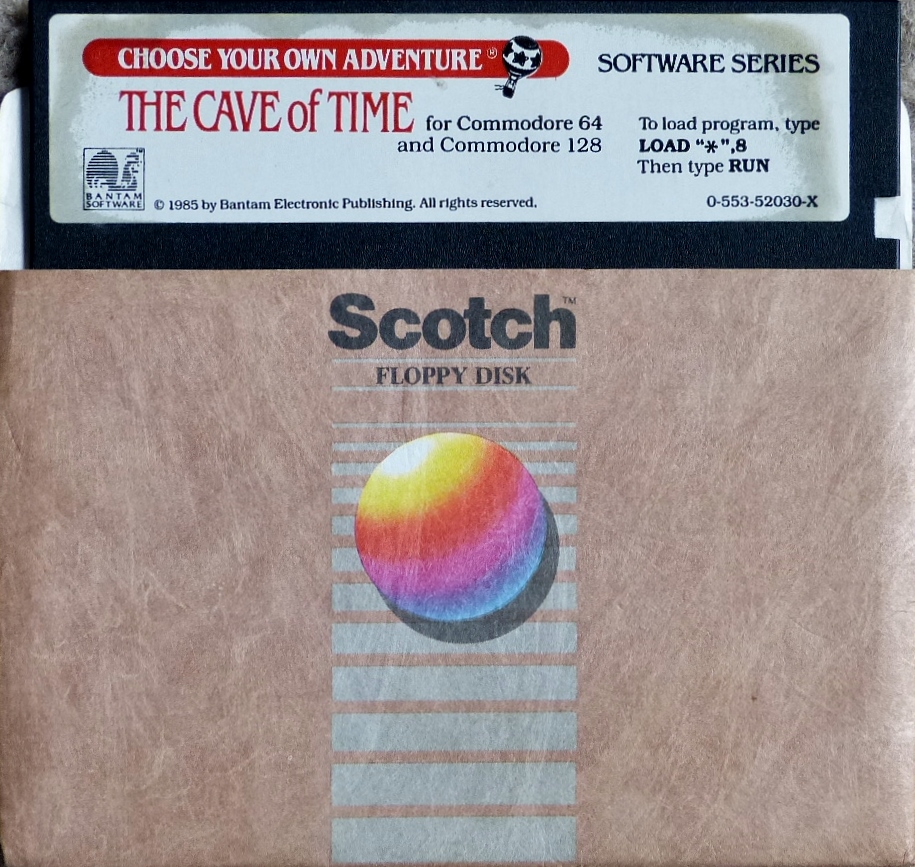 CHOOSE YOUR OWN ADVENTURE®
SOFTWARE SERIES
THE CAVE of TIME
for Commodore 64
and Commodore 128
To load program, type
LOAD "*",8
Then type RUN
BANTAM
SOFTWARE
TM
© 1985 by Bantam Electronic Publishing. All rights reserved.
0-553-52030-X
Scotch™
FLOPPY DISK